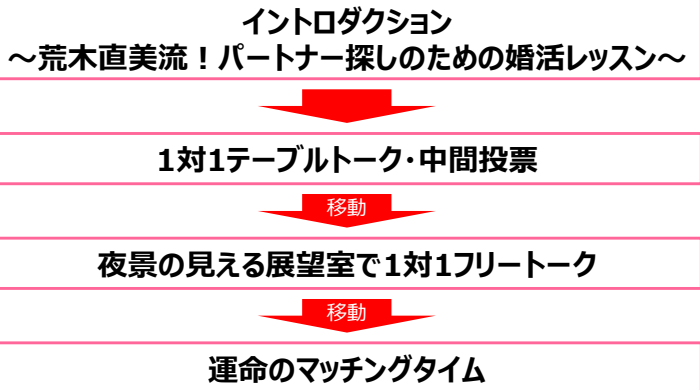 イントロダクション
～荒木直美流！パートナー探しのための婚活レッスン～
1対1テーブルトーク・中間投票
移動
夜景の見える展望室で1対1フリートーク
移動
運命のマッチングタイム